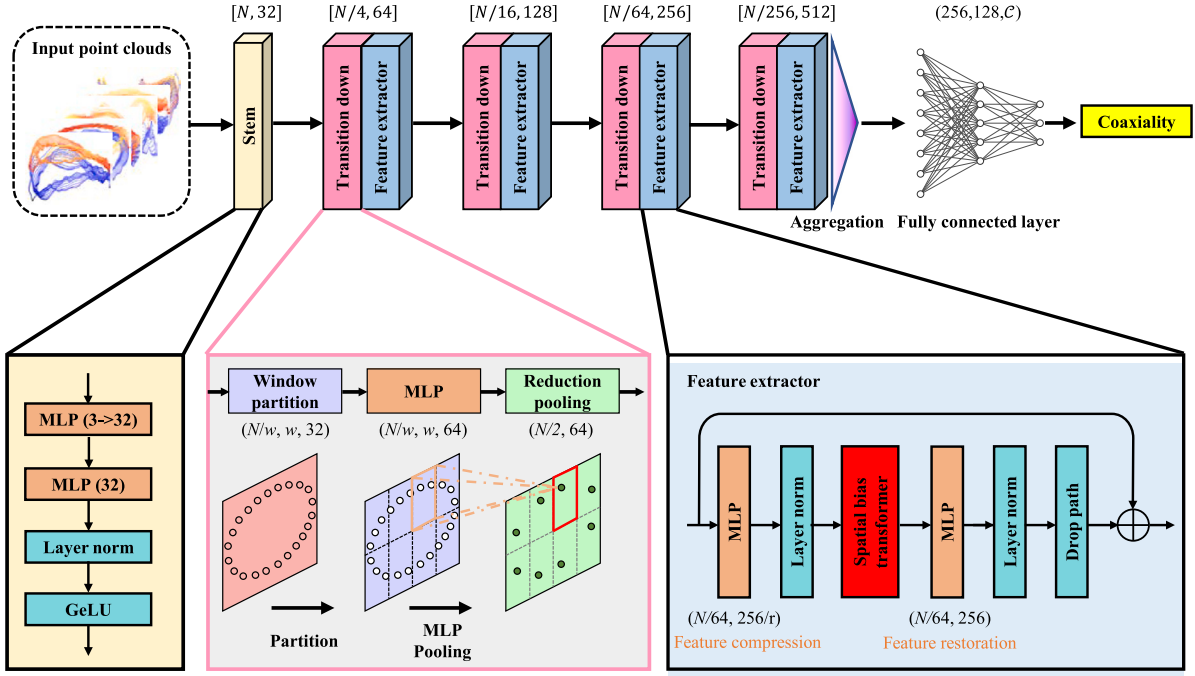 [N, 32]
[N/4, 64]
[N/16, 128]
[N/64, 256]
[N/256, 512]
(256,128,𝒞)
Input point clouds
Stem
Transition down
Feature extractor
Transition down
Feature extractor
Transition down
Feature extractor
Transition down
Feature extractor
Coaxiality
Aggregation
Fully connected layer
MLP (3->32)
MLP (32)
Layer norm
GeLU
Window
partition
MLP
Reduction
pooling
(N/w, w, 32)
(N/w, w, 64)
(N/2, 64)
Partition
MLP
Pooling
Feature extractor
MLP
Layer norm
Spatial bias
transformer
MLP
Layer norm
Drop path
(N/64, 256/r)
(N/64, 256)
Feature compression
Feature restoration